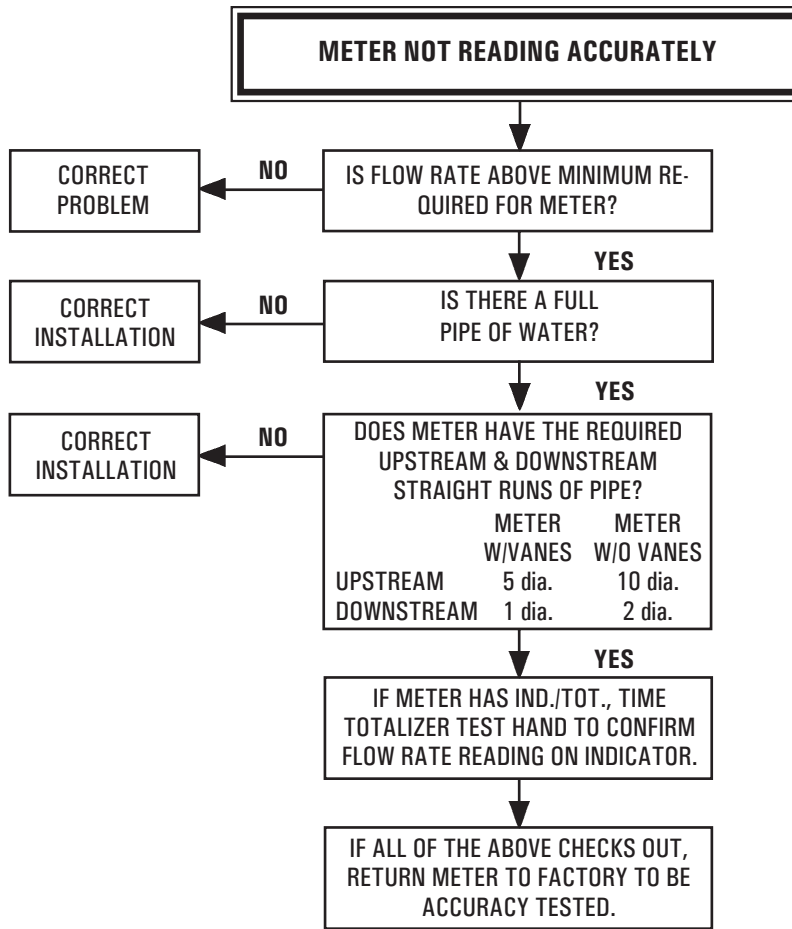 METER NOT READING ACCURATELY
IS FLOW RATE ABOVE MINIMUM RE-
QUIRED FOR METER?
NO
CORRECT
PROBLEM
YES
IS THERE A FULL
PIPE OF WATER?
NO
CORRECT
INSTALLATION
YES
DOES METER HAVE THE REQUIRED
UPSTREAM & DOWNSTREAM
STRAIGHT RUNS OF PIPE?
METER METER
W/VANES W/O VANES
UPSTREAM 5 dia. 10 dia.
DOWNSTREAM 1 dia. 2 dia.
NO
CORRECT
INSTALLATION
YES
IF METER HAS IND./TOT., TIME
TOTALIZER TEST HAND TO CONFIRM
FLOW RATE READING ON INDICATOR.
IF ALL OF THE ABOVE CHECKS OUT,
RETURN METER TO FACTORY TO BE
ACCURACY TESTED.